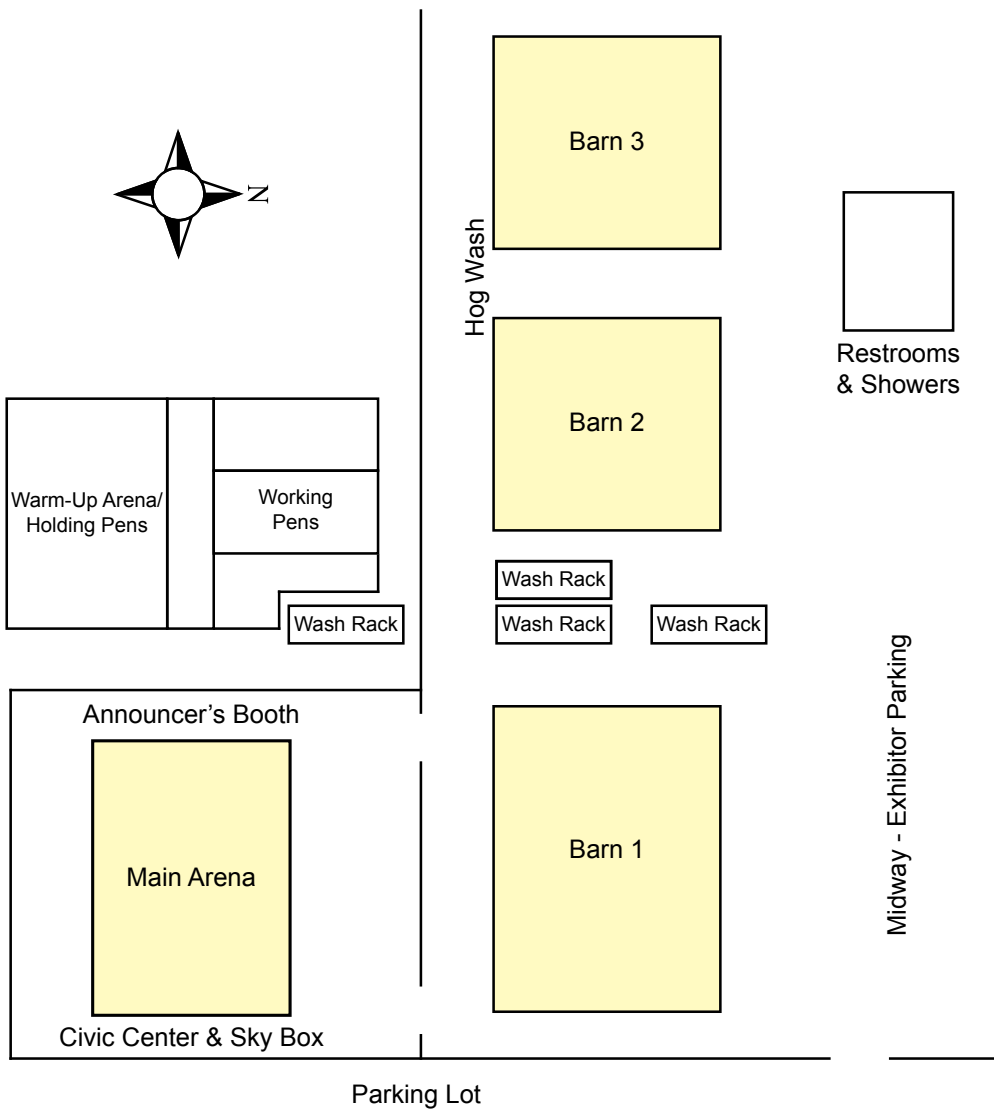 Barn 3
N
Hog Wash
Restrooms
& Showers
Barn 2
Warm-Up Arena/
Holding Pens
Working
Pens
Wash Rack
Wash Rack
Wash Rack
Wash Rack
Announcer's Booth
Midway - Exhibitor Parking
Barn 1
Main Arena
Civic Center & Sky Box
Parking Lot